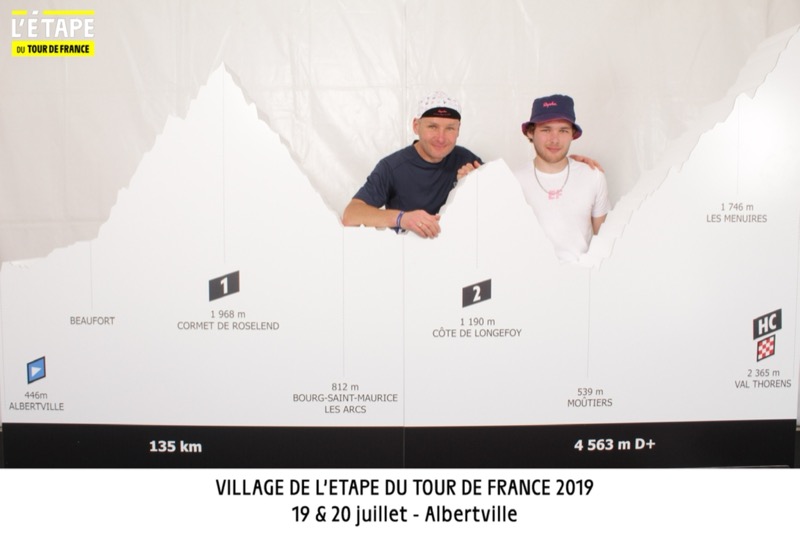 L'ÉTAPE
DU TOUR DE FRANCE
1 746 m
LES MENUIRES
1
1 968 m
CORMET DE ROSELEND
2
1 190 m
CÔTE DE LONGEFOY
BEAUFORT
HC
2 365 m
VAL THORENS
446m
ALBERTVILLE
812 m
BOURG-SAINT-MAURICE
LES ARCS
539 m
MOÛTIERS
135 km
4 563 m D+
VILLAGE DE L'ETAPE DU TOUR DE FRANCE 2019
19 & 20 juillet - Albertville